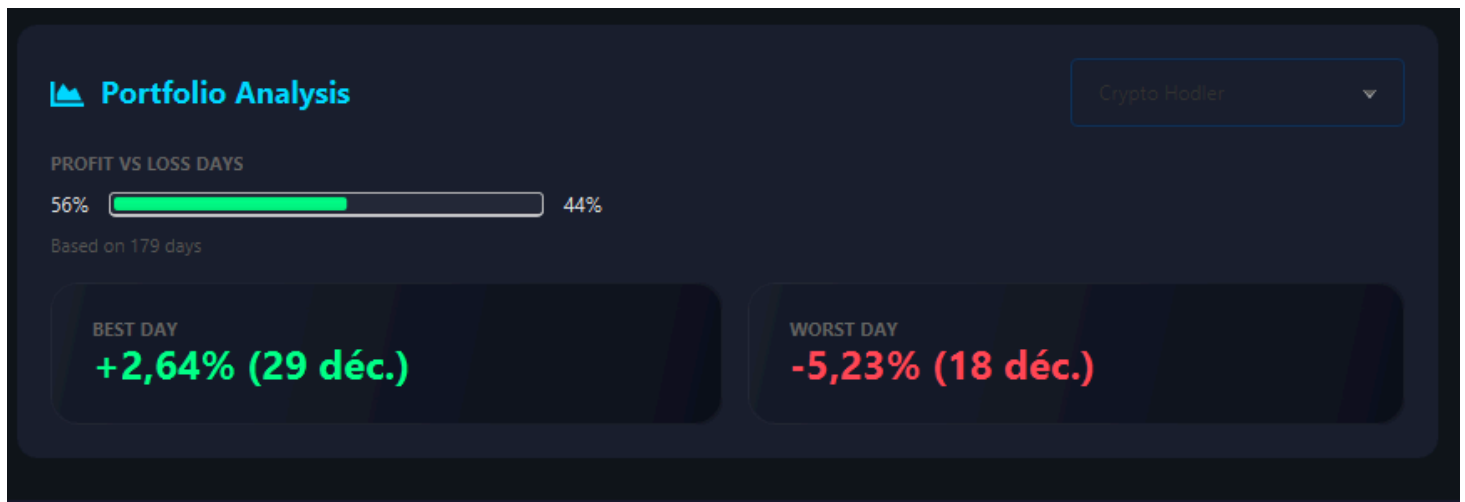 Portfolio Analysis
Crypto Hodler
PROFIT VS LOSS DAYS
56% 44%
Based on 179 days
BEST DAY
+2,64% (29 déc.)
WORST DAY
-5,23% (18 déc.)